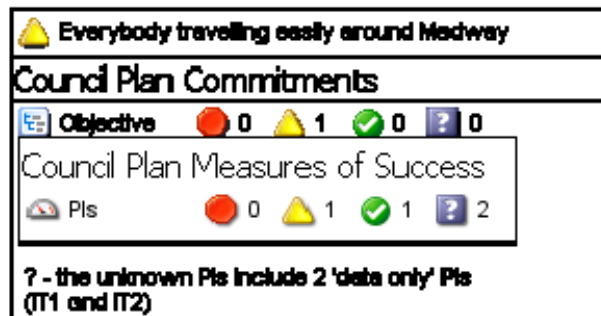 Everybody travelling easily around Medway
Council Plan Commitments
Objective 0 1 0 ? 0
Council Plan Measures of Success
PIs 0 1 1 ? 2
? - the unknown PIs include 2 'data only' PIs
(IT1 and IT2)